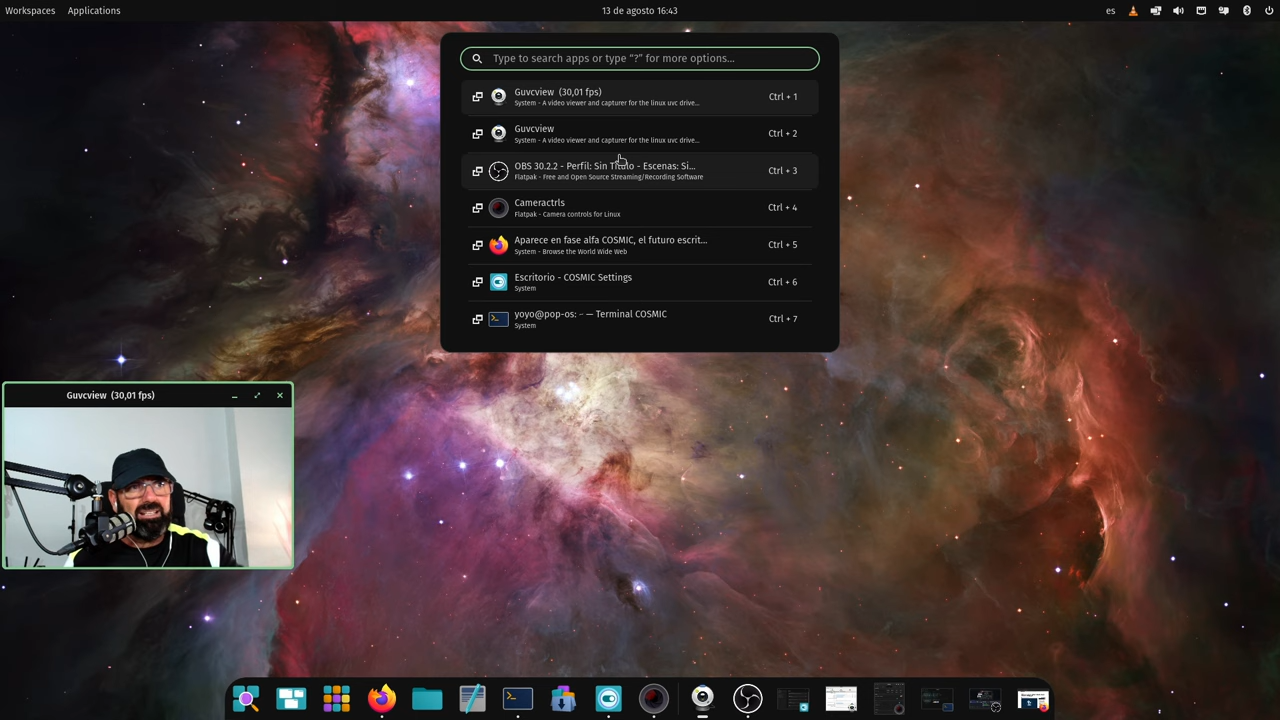 Workspaces Applications 13 de agosto 16:43 es
Type to search apps or type "?" for more options...
Guvcview (30,01 fps) Ctrl + 1
System - A video viewer and capturer for the linux uvc drive...
Guvcview Ctrl + 2
System - A video viewer and capturer for the linux uvc drive...
OBS 30.2.2 - Perfil: Sin Título - Escenas: Si... Ctrl + 3
Flatpak - Free and Open Source Streaming/Recording Software
Cameractrls Ctrl + 4
Flatpak - Camera controls for Linux
Aparece en fase alfa COSMIC, el futuro escrit... Ctrl + 5
System - Browse the World Wide Web
Escritorio - COSMIC Settings Ctrl + 6
System
yoyo@pop-os: ~ — Terminal COSMIC Ctrl + 7
System
Guvcview (30,01 fps)